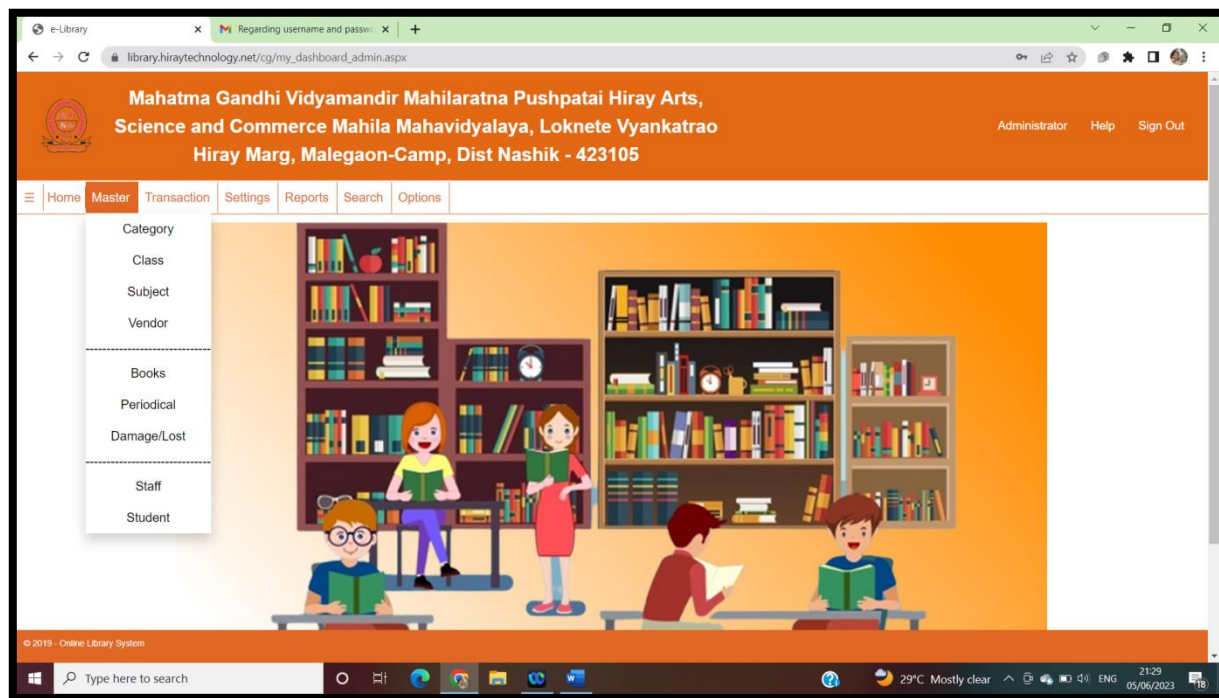 e-Library
Regarding username and passwo
library.hiraytechnology.net/cg/my_dashboard_admin.aspx
Mahatma Gandhi Vidyamandir Mahilaratna Pushpatai Hiray Arts,
Science and Commerce Mahila Mahavidyalaya, Loknete Vyankatrao
Hiray Marg, Malegaon-Camp, Dist Nashik - 423105
Administrator Help Sign Out
Home Master Transaction Settings Reports Search Options
Category
Class
Subject
Vendor
Books
Periodical
Damage/Lost
Staff
Student
© 2019 - Online Library System
Type here to search
29°C Mostly clear
ENG
21:29
05/06/2023
18